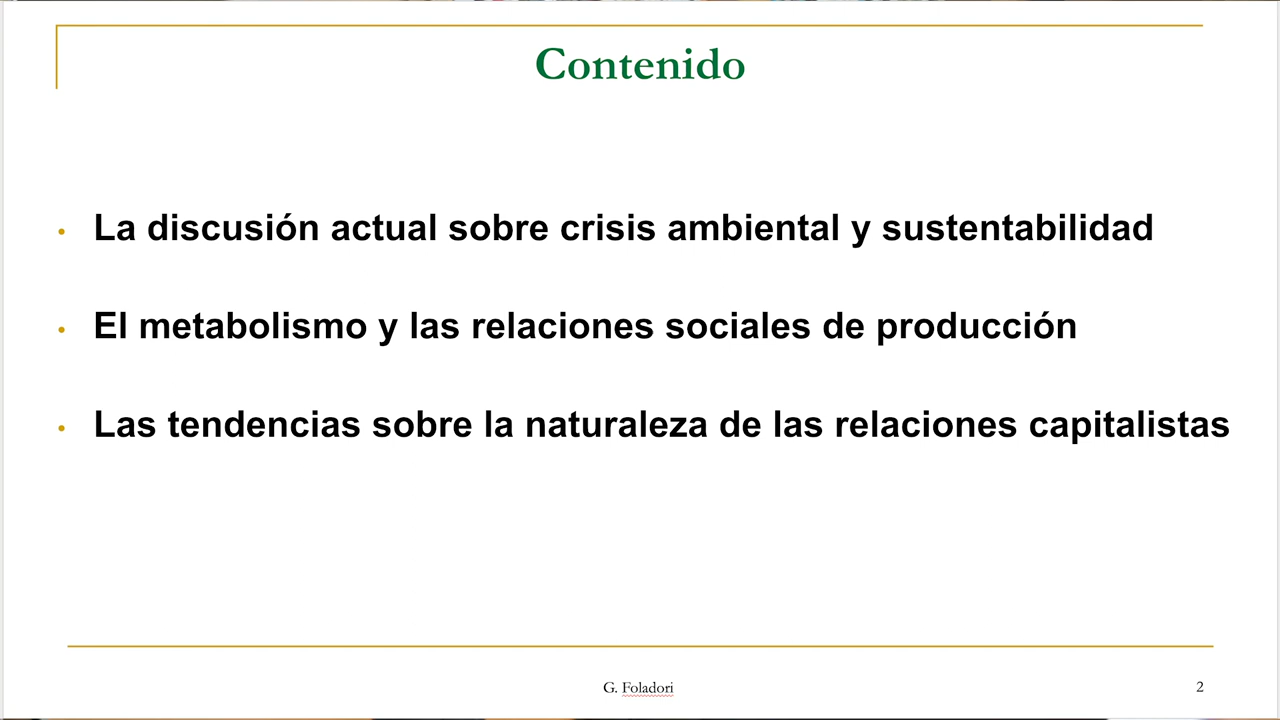 Contenido
• La discusión actual sobre crisis ambiental y sustentabilidad
• El metabolismo y las relaciones sociales de producción
• Las tendencias sobre la naturaleza de las relaciones capitalistas
G. Foladori
2